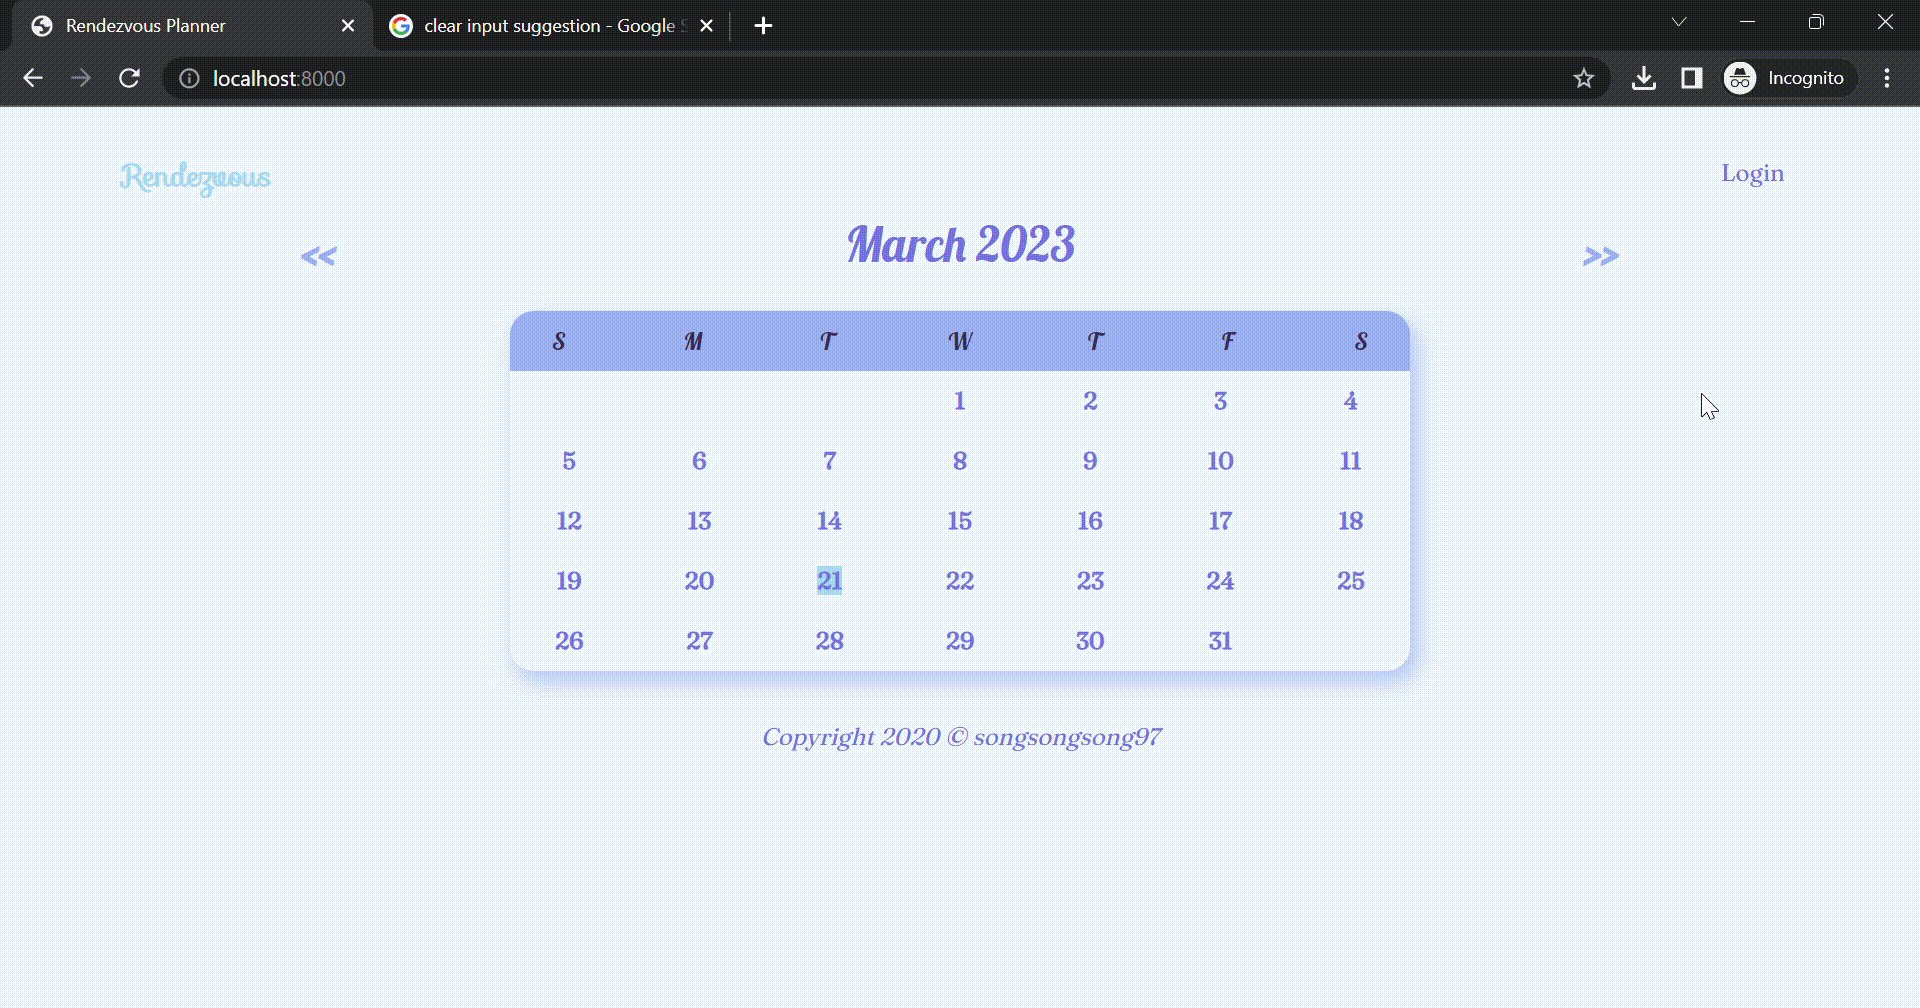 Rendezvous Planner
clear input suggestion - Google
localhost:8000
Incognito
Rendezvous
Login
<<
March 2023
>>
S M T W T F S
1 2 3 4
5 6 7 8 9 10 11
12 13 14 15 16 17 18
19 20 21 22 23 24 25
26 27 28 29 30 31
Copyright 2020 © songsongsong97